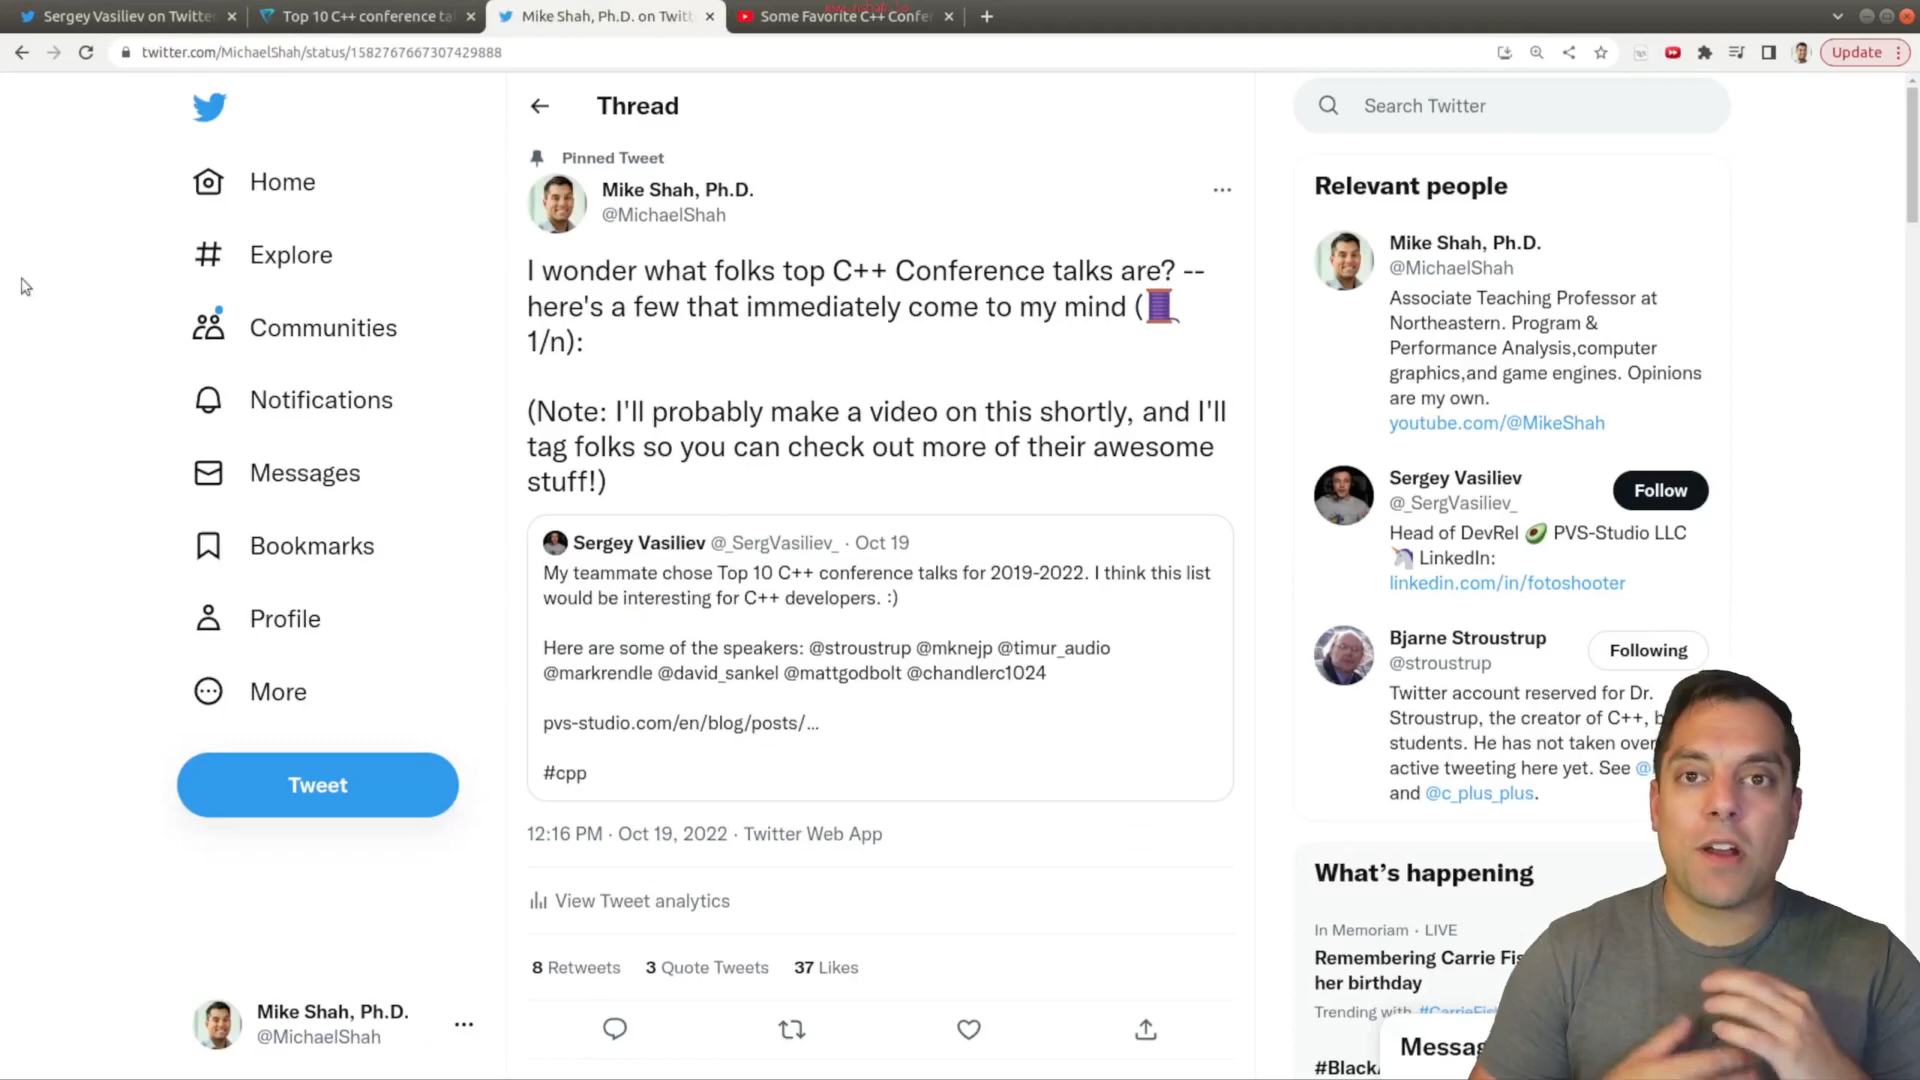 Sergey Vasiliev on Twitte
Top 10 C++ conference ta
Mike Shah, Ph.D. on Twitt
Some Favorite C++ Confer
twitter.com/MichaelShah/status/1582767667307429888
Update
Home
Explore
Communities
Notifications
Messages
Bookmarks
Profile
More
Tweet
Mike Shah, Ph.D.
@MichaelShah
Thread
Pinned Tweet
Mike Shah, Ph.D.
@MichaelShah
I wonder what folks top C++ Conference talks are? --
here's a few that immediately come to my mind (🧵
1/n):
(Note: I'll probably make a video on this shortly, and I'll
tag folks so you can check out more of their awesome
stuff!)
Sergey Vasiliev @_SergVasiliev_ · Oct 19
My teammate chose Top 10 C++ conference talks for 2019-2022. I think this list
would be interesting for C++ developers. :)
Here are some of the speakers: @stroustrup @mknejp @timur_audio
@markrendle @david_sankel @mattgodbolt @chandlerc1024
pvs-studio.com/en/blog/posts/...
#cpp
12:16 PM · Oct 19, 2022 · Twitter Web App
View Tweet analytics
8 Retweets 3 Quote Tweets 37 Likes
Search Twitter
Relevant people
Mike Shah, Ph.D.
@MichaelShah
Associate Teaching Professor at
Northeastern. Program &
Performance Analysis,computer
graphics,and game engines. Opinions
are my own.
youtube.com/@MikeShah
Sergey Vasiliev
@_SergVasiliev_
Follow
Head of DevRel 🥑 PVS-Studio LLC
🦄 LinkedIn:
linkedin.com/in/fotoshooter
Bjarne Stroustrup
@stroustrup
Following
Twitter account reserved for Dr.
Stroustrup, the creator of C++, b
students. He has not taken over
active tweeting here yet. See @
and @c_plus_plus.
What's happening
In Memoriam · LIVE
Remembering Carrie Fis
her birthday
Trending with #CarrieFis
#BlackA
Messag